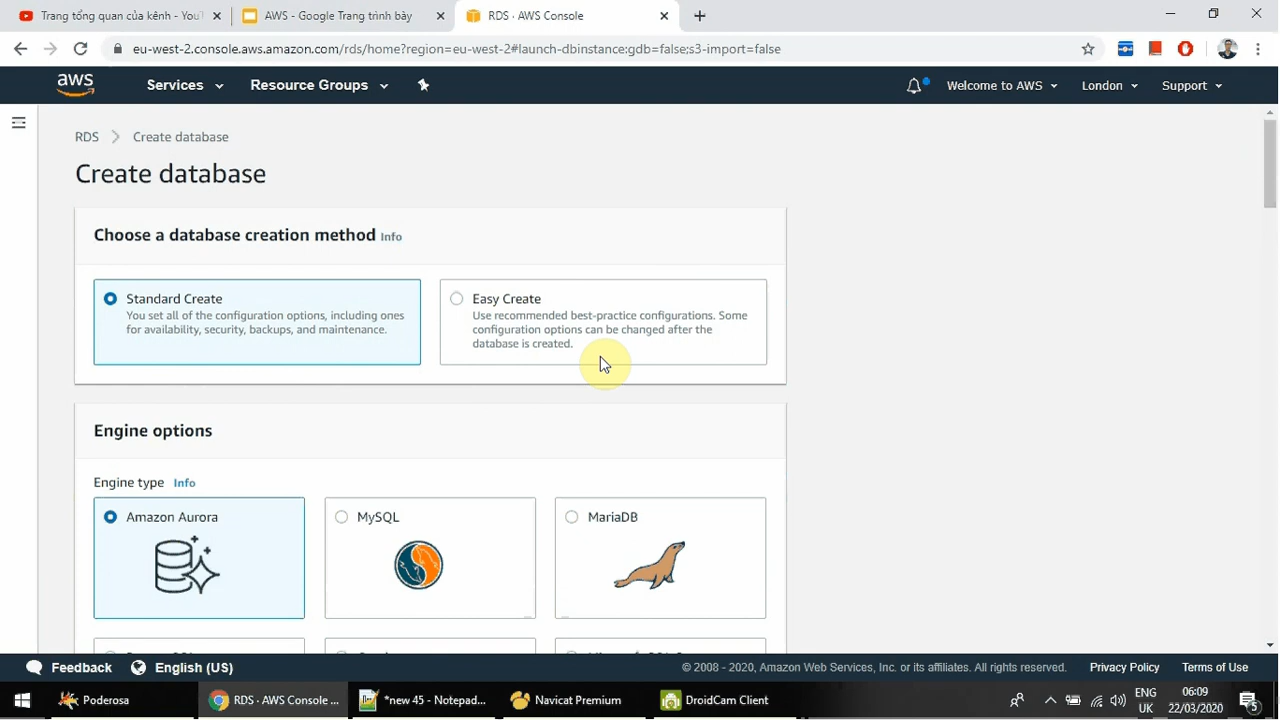 Trang tổng quan của kênh - YouT
AWS - Google Trang trình bày
RDS · AWS Console
eu-west-2.console.aws.amazon.com/rds/home?region=eu-west-2#launch-dbinstance:gdb=false;s3-import=false
aws
Services
Resource Groups
Welcome to AWS
London
Support
RDS
Create database
Create database
Choose a database creation method Info
Standard Create
You set all of the configuration options, including ones
for availability, security, backups, and maintenance.
Easy Create
Use recommended best-practice configurations. Some
configuration options can be changed after the
database is created.
Engine options
Engine type Info
Amazon Aurora
MySQL
MariaDB
Feedback
English (US)
© 2008 - 2020, Amazon Web Services, Inc. or its affiliates. All rights reserved.
Privacy Policy
Terms of Use
Poderosa
RDS · AWS Console ...
*new 45 - Notepad...
Navicat Premium
DroidCam Client
ENG
UK
06:09
22/03/2020
5